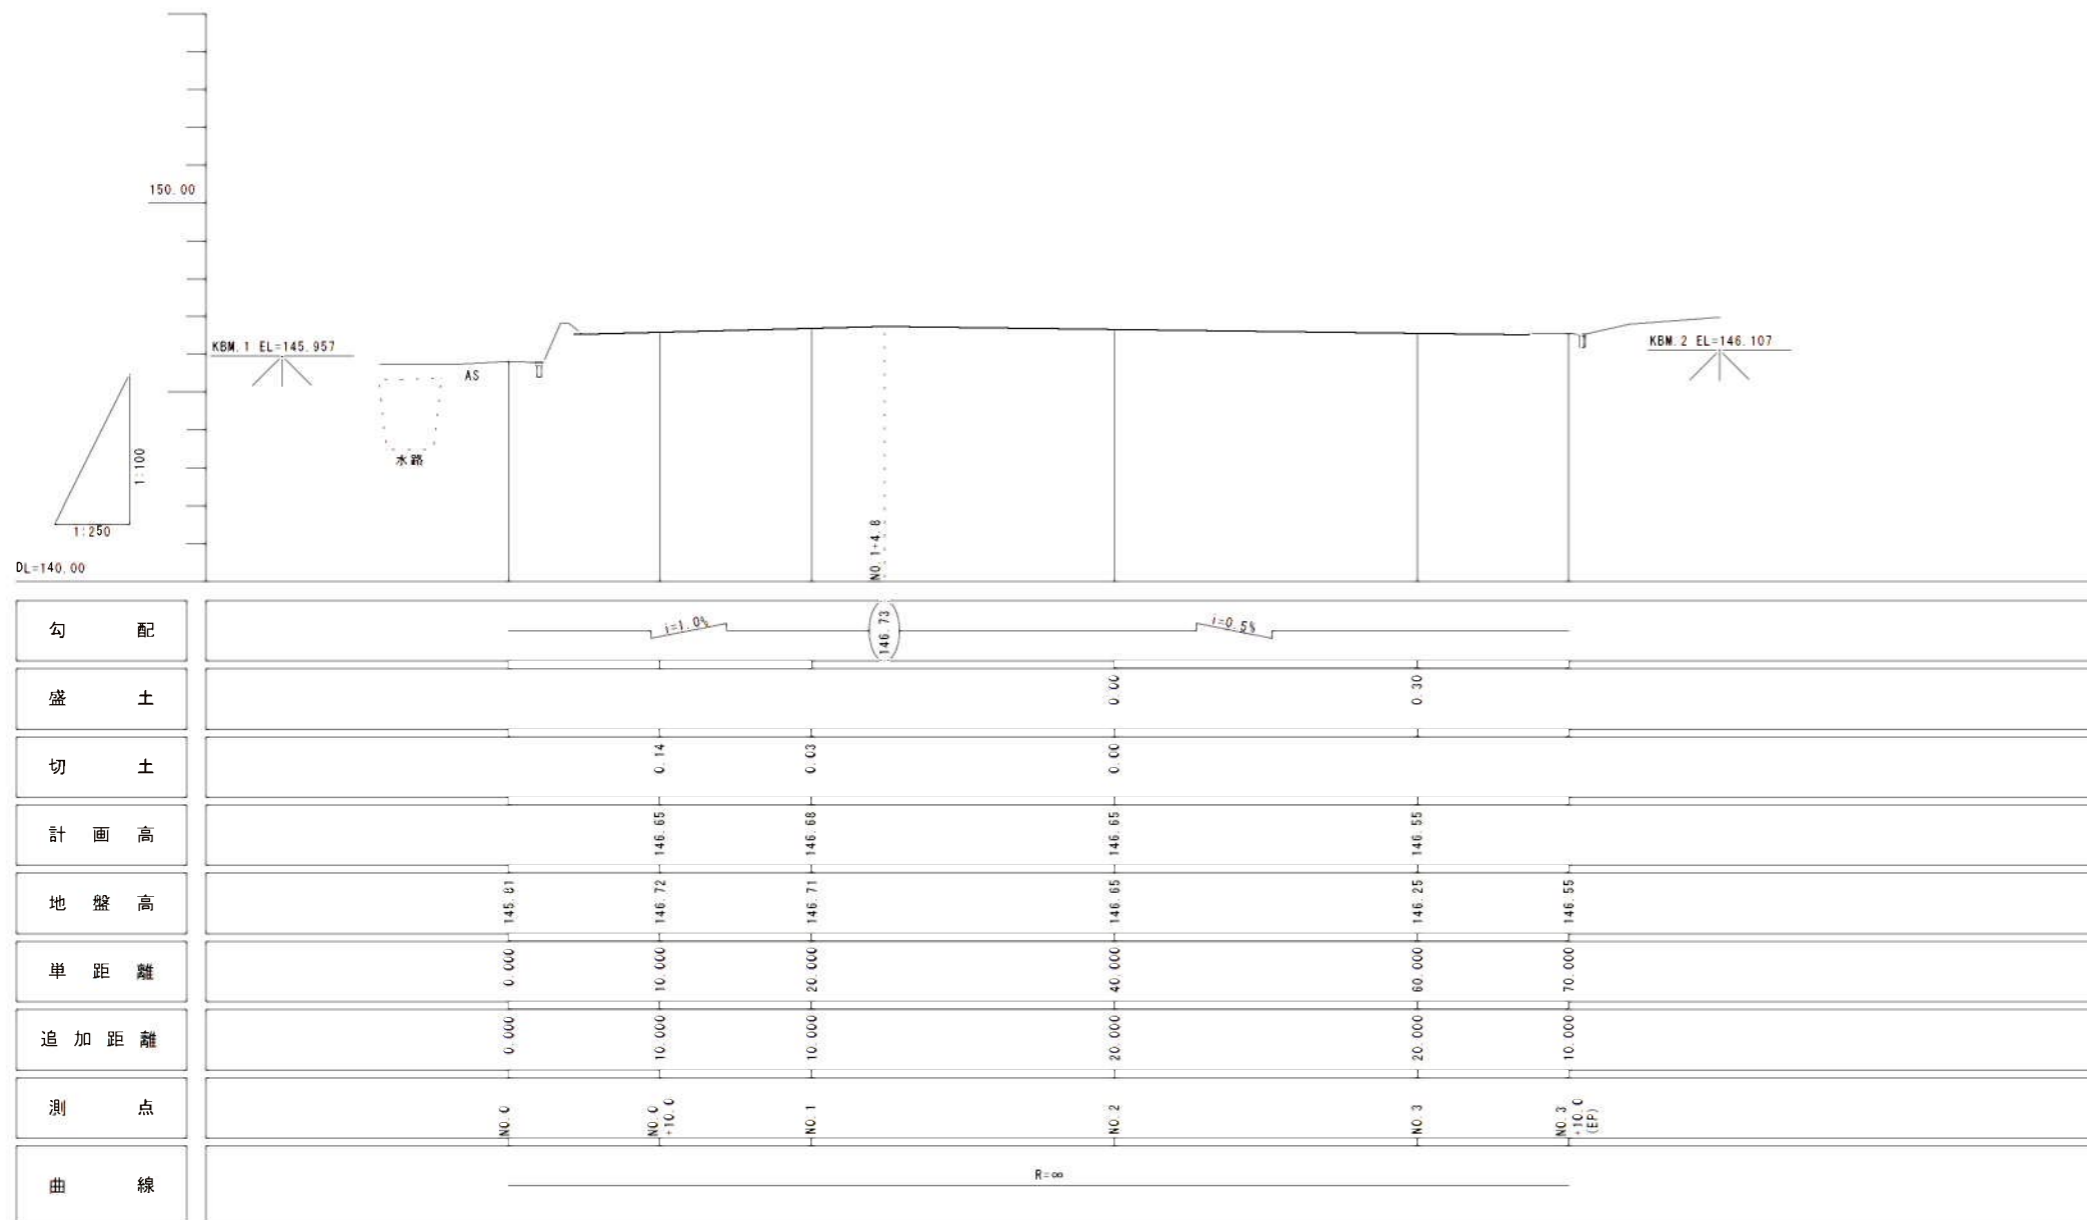 150.00
KBM.1 EL=145.957
KBM.2 EL=146.107
AS
水路
1:100
1:250
NO.1+4.8
DL=140.00
勾配
i=1.0%
146.73
i=0.5%
盛土
0.00
0.30
切土
0.14
0.03
0.00
計画高
146.65
146.68
146.65
146.55
地盤高
145.81
146.72
146.71
146.65
146.25
146.55
単距離
0.000
10.000
20.000
40.000
60.000
70.000
追加距離
0.000
10.000
10.000
20.000
20.000
10.000
測点
NO.0
NO.0
+10.0
NO.1
NO.2
NO.3
NO.3
+10.0
(EP)
曲線
R=∞